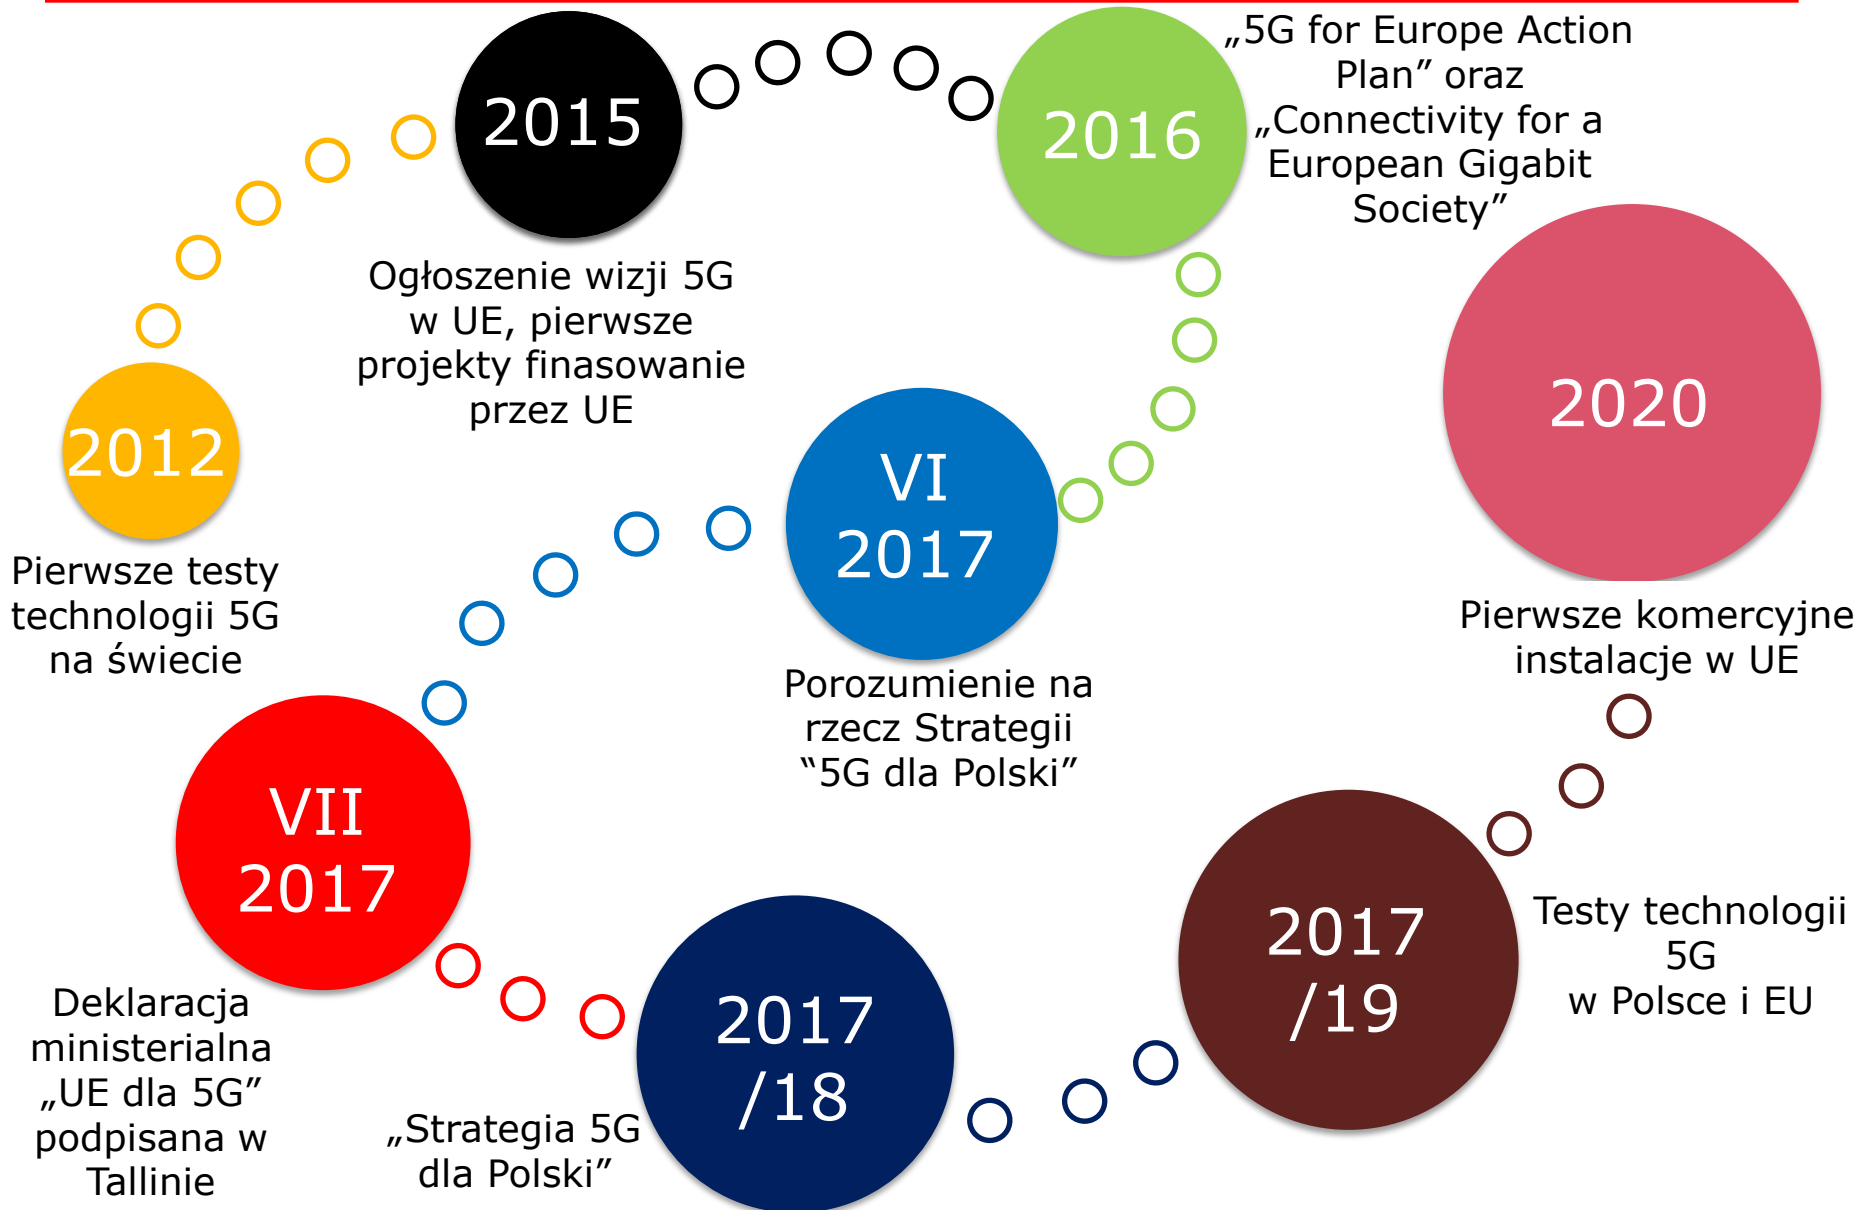 2012
Pierwsze testy
technologii 5G
na świecie
2015
Ogłoszenie wizji 5G
w UE, pierwsze
projekty finasowanie
przez UE
2016
„5G for Europe Action
Plan” oraz
„Connectivity for a
European Gigabit
Society”
VI
2017
Porozumienie na
rzecz Strategii
“5G dla Polski”
VII
2017
Deklaracja
ministerialna
„UE dla 5G”
podpisana w
Tallinie
2017
/18
„Strategia 5G
dla Polski”
2017
/19
Testy technologii
5G
w Polsce i EU
2020
Pierwsze komercyjne
instalacje w UE